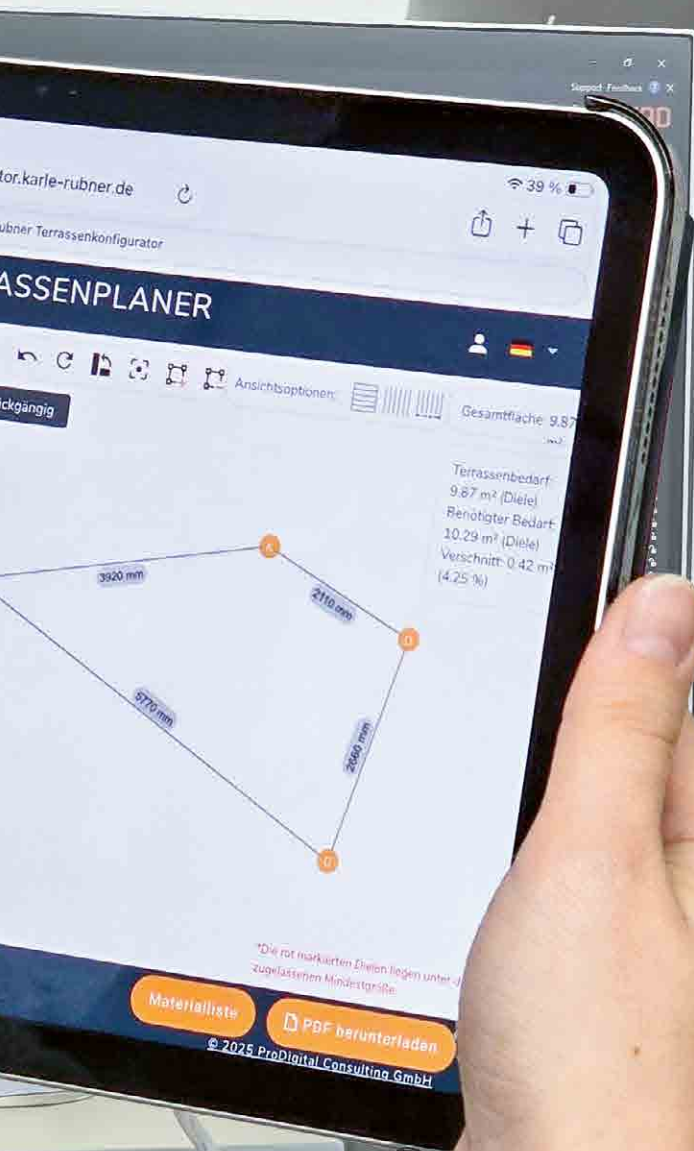 Support Feedback ? X
39 %
tor.karle-rubner.de
ubner Terrassenkonfigurator
ASSENPLANER
Ansichtsoptionen:
Gesamtfläche 9.87
m²
ckgängig
Terrassenbedarf:
9.87 m² (Diele)
Benötigter Bedarf:
10.29 m² (Diele)
Verschnitt: 0.42 m²
(4.25 %)
A
3920 mm
2110 mm
D
5770 mm
2660 mm
*Die rot markierten Dielen liegen unter d
zugelassenen Mindestgröße.
Materialliste
PDF herunterladen
© 2025 ProDigital Consulting GmbH